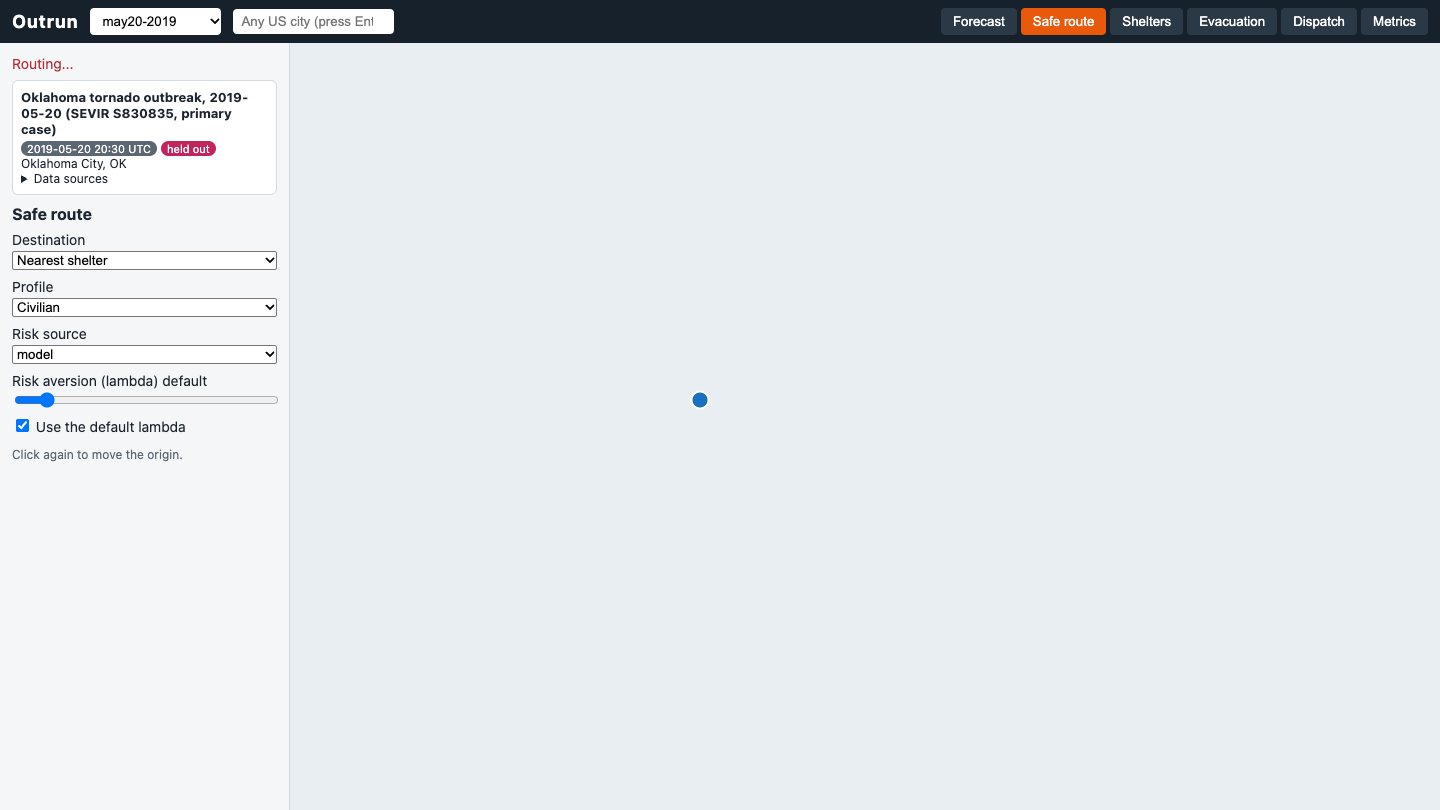 Outrun
may20-2019
Any US city (press Ent
Forecast
Safe route
Shelters
Evacuation
Dispatch
Metrics
Routing...
Oklahoma tornado outbreak, 2019-
05-20 (SEVIR S830835, primary
case)
2019-05-20 20:30 UTC held out
Oklahoma City, OK
Data sources
Safe route
Destination
Nearest shelter
Profile
Civilian
Risk source
model
Risk aversion (lambda) default
Use the default lambda
Click again to move the origin.